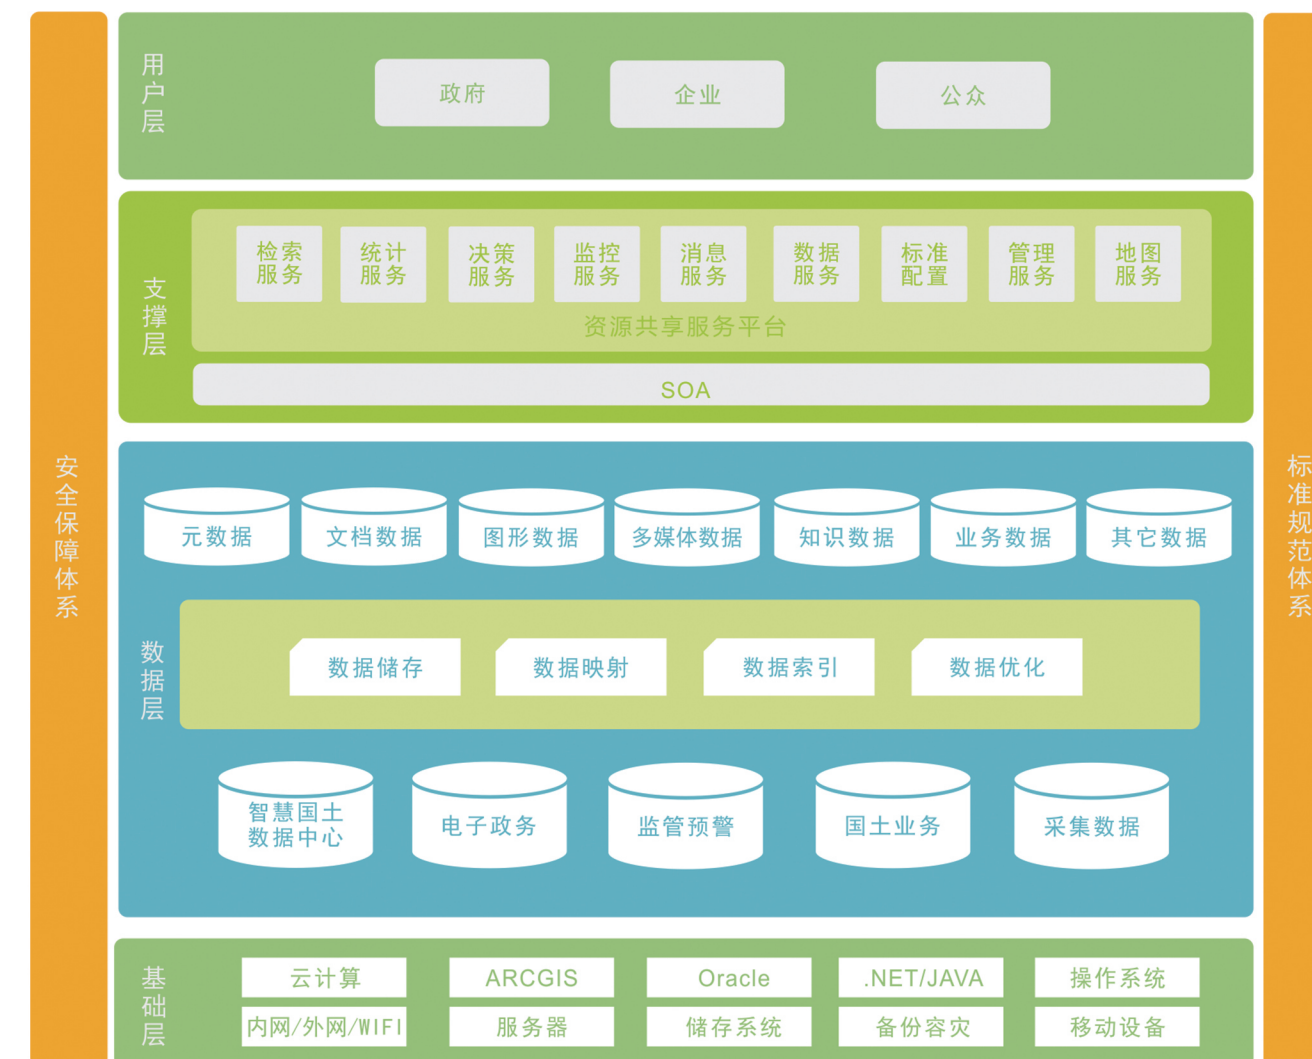 用户层
政府
企业
公众
支撑层
检索
服务
统计
服务
决策
服务
监控
服务
消息
服务
数据
服务
标准
配置
管理
服务
地图
服务
资源共享服务平台
SOA
安全保障体系
标准规范体系
数据层
元数据
文档数据
图形数据
多媒体数据
知识数据
业务数据
其它数据
数据储存
数据映射
数据索引
数据优化
智慧国土
数据中心
电子政务
监管预警
国土业务
采集数据
基础层
云计算
ARCGIS
Oracle
.NET/JAVA
操作系统
内网/外网/WIFI
服务器
储存系统
备份容灾
移动设备